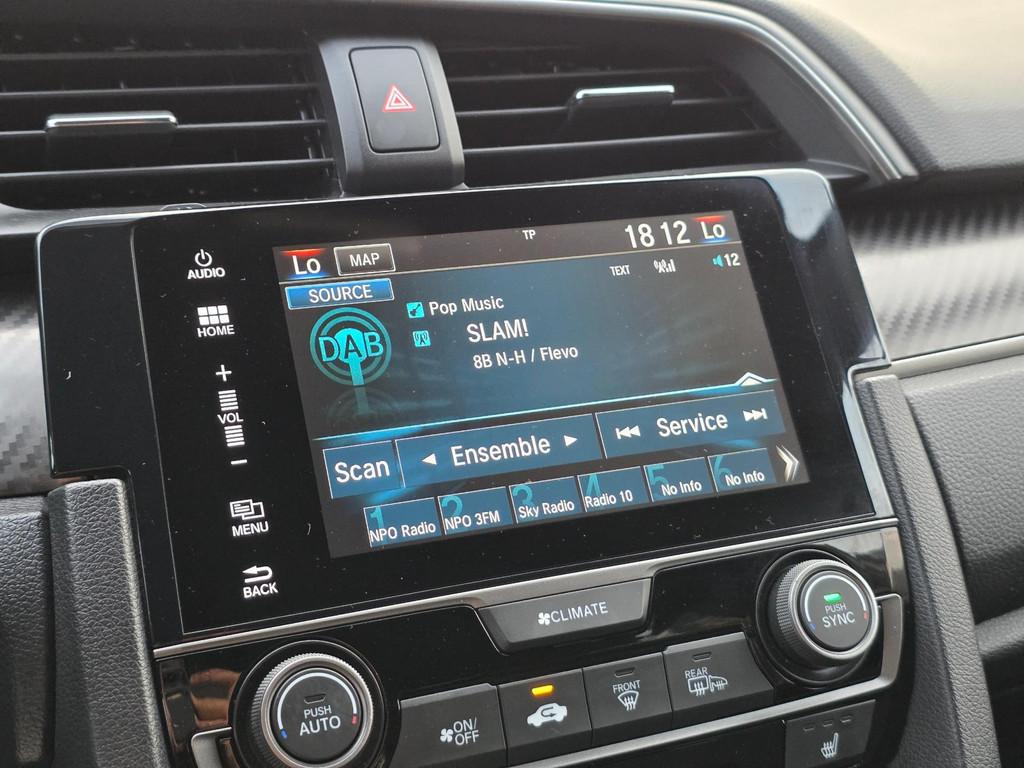 AUDIO
HOME
+
VOL
−
MENU
BACK
Lo
MAP
TP
18 12
Lo
SOURCE
TEXT
12
DAB
Pop Music
SLAM!
8B N-H / Flevo
Scan
Ensemble
Service
1 NPO Radio
2 NPO 3FM
3 Sky Radio
4 Radio 10
5 No Info
6 No Info
CLIMATE
PUSH
AUTO
ON/
OFF
FRONT
REAR
PUSH
SYNC